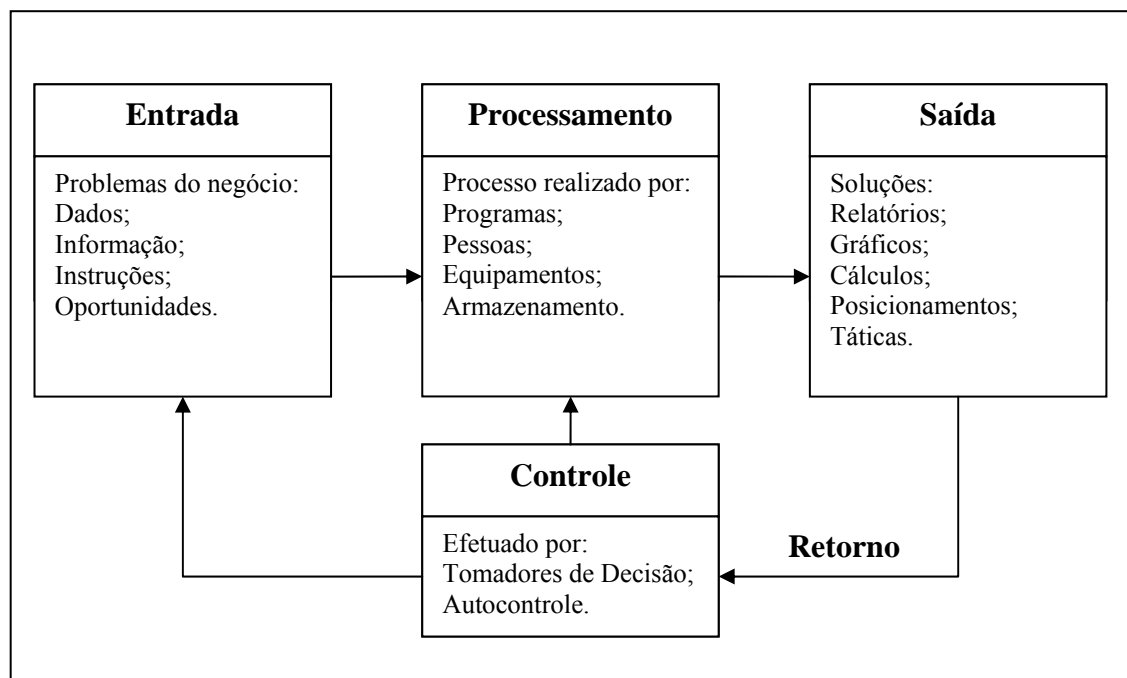 Entrada
Problemas do negócio:
Dados;
Informação;
Instruções;
Oportunidades.
Processamento
Processo realizado por:
Programas;
Pessoas;
Equipamentos;
Armazenamento.
Saída
Soluções:
Relatórios;
Gráficos;
Cálculos;
Posicionamentos;
Táticas.
Controle
Efetuado por:
Tomadores de Decisão;
Autocontrole.
Retorno